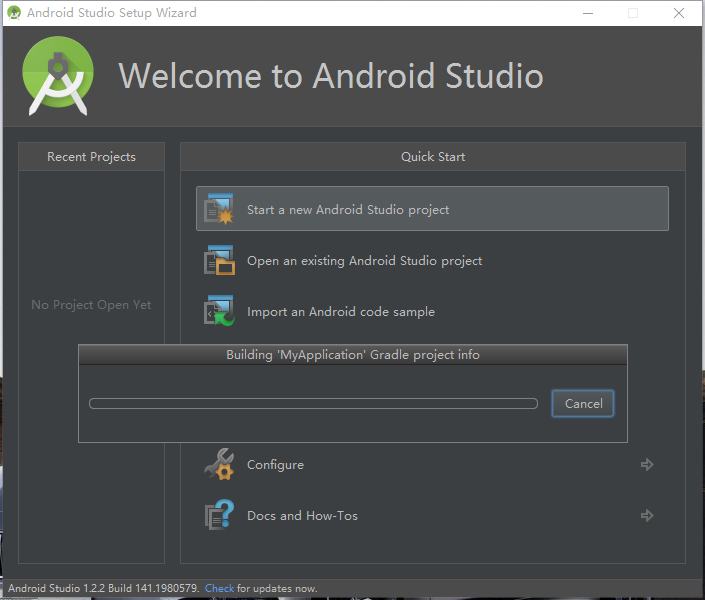 Android Studio Setup Wizard
Welcome to Android Studio
Recent Projects
Quick Start
Start a new Android Studio project
Open an existing Android Studio project
No Project Open Yet
Import an Android code sample
Building 'MyApplication' Gradle project info
Cancel
Configure
Docs and How-Tos
Android Studio 1.2.2 Build 141.1980579. Check for updates now.